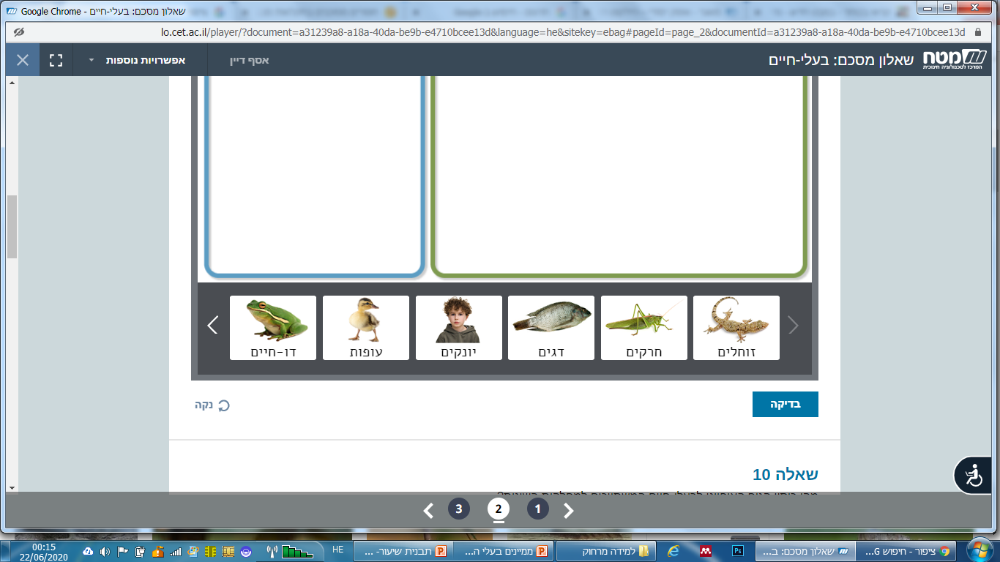 שאלון מסכם: בעלי-חיים - Google Chrome
lo.cet.ac.il/player/?document=a31239a8-a18a-40da-be9b-e4710bcee13d&language=he&sitekey=ebag#pageId=page_2&documentId=a31239a8-a18a-40da-be9b-e4710bcee13d
מטח
המרכז לטכנולוגיה חינוכית
שאלון מסכם: בעלי-חיים
אסף דיין
אפשרויות נוספות
זוחלים
חרקים
דגים
יונקים
עופות
דו-חיים
בדיקה
נקה
שאלה 10
1
2
3
ציפור - חיפוש G...
שאלון מסכם: ב...
Ps
למידה מרחוק
ממיינים בעלי ה...
תבנית שיעור- ...
HE
00:15
22/06/2020